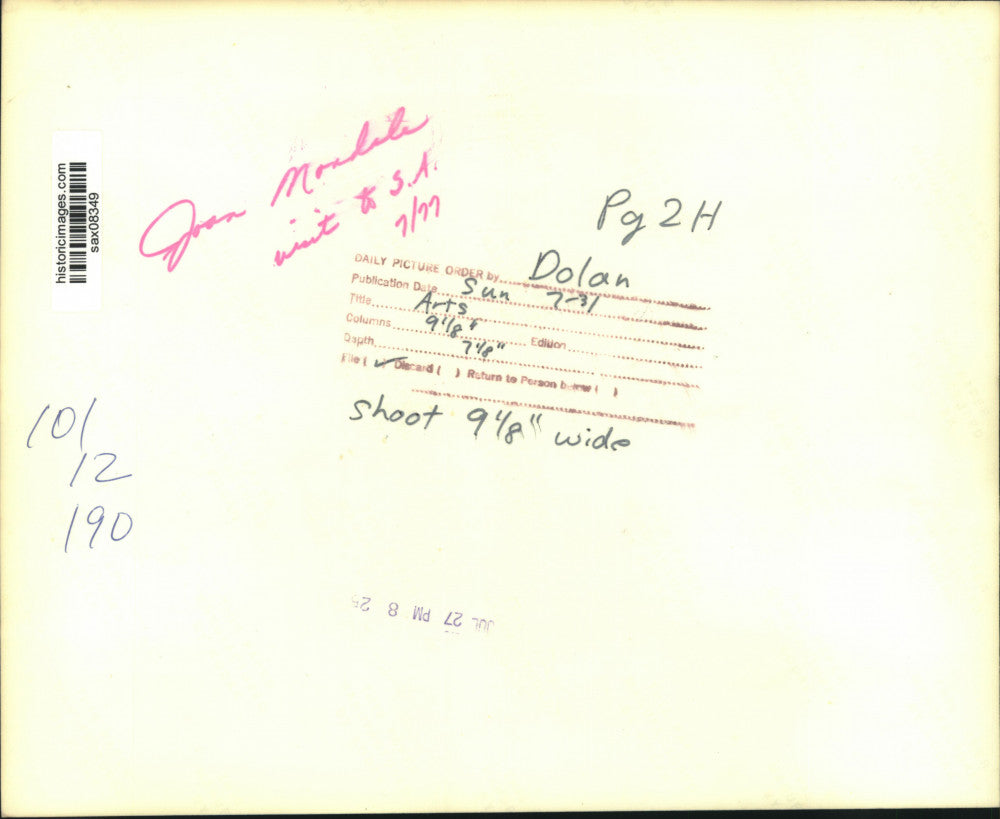 historicimages.com
sax08349
Joan Mondale
visit to S.A.
7/77
Pg 2H
DAILY PICTURE ORDER by Dolan
Publication Date Sun 7-31
Title Arts
Columns 9 1/8" Edition
Depth 7 1/8"
File ( ✓ Discard ( ) Return to Person below ( )
Shoot 9 1/8" wide
101
12
190
JUL 27 PM 8 25